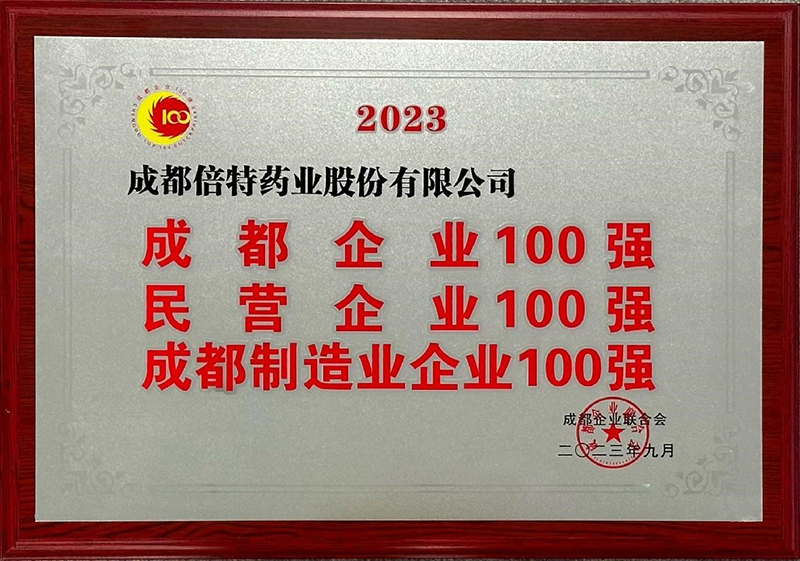 100
2023
成都倍特药业股份有限公司
成都企业100强
民营企业100强
成都制造业企业100强
成都企业联合会
二〇二三年九月